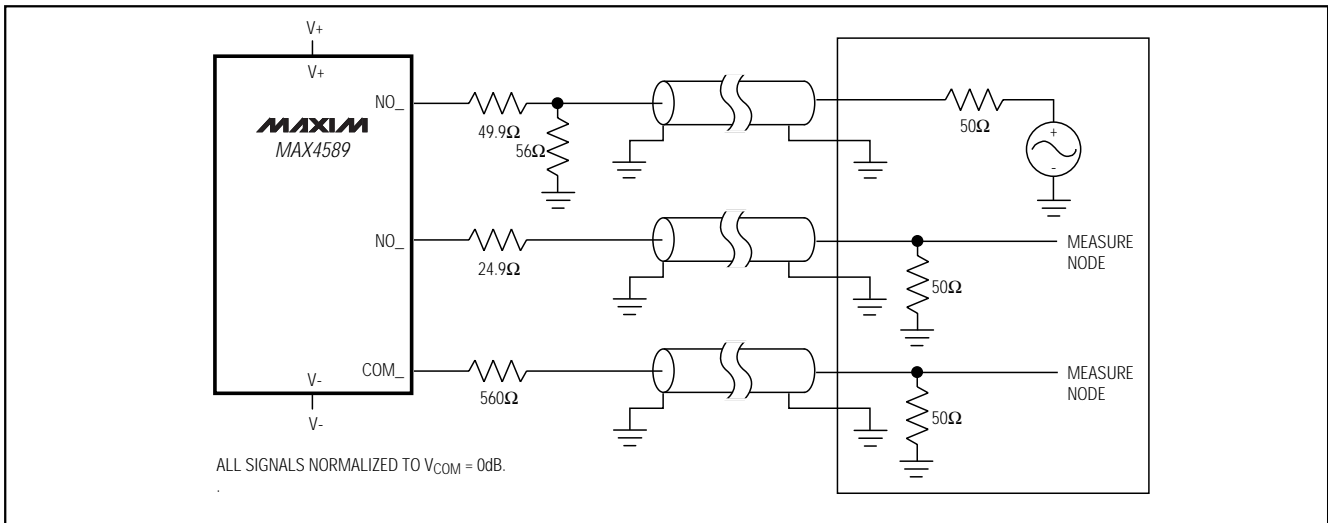 V+
V+
NO_
MAXIM
MAX4589
49.9Ω
56Ω
50Ω
+
-
NO_
24.9Ω
MEASURE
NODE
50Ω
COM_
V-
560Ω
MEASURE
NODE
50Ω
V-
ALL SIGNALS NORMALIZED TO VCOM = 0dB.
.